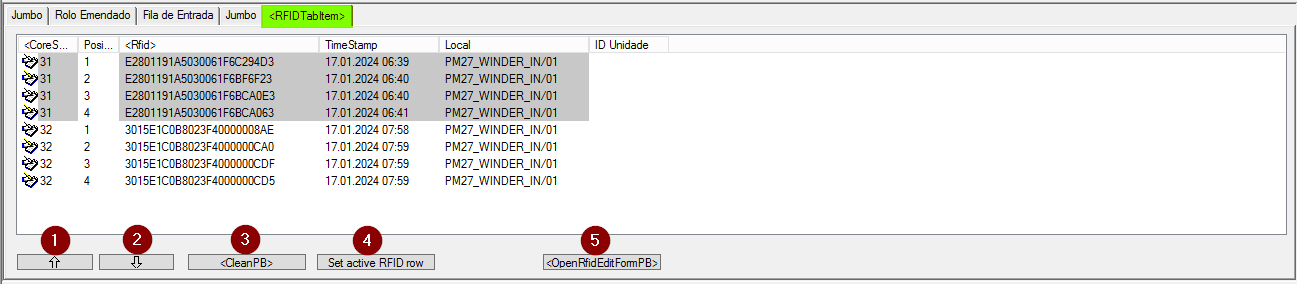 Jumbo Rolo Emendado Fila de Entrada Jumbo <RFIDTabItem>
<CoreS... Posi... <Rfid> TimeStamp Local ID Unidade
31 1 E2801191A5030061F6C294D3 17.01.2024 06:39 PM27_WINDER_IN/01
31 2 E2801191A5030061F6BF6F23 17.01.2024 06:40 PM27_WINDER_IN/01
31 3 E2801191A5030061F6BCA0E3 17.01.2024 06:40 PM27_WINDER_IN/01
31 4 E2801191A5030061F6BCA063 17.01.2024 06:41 PM27_WINDER_IN/01
32 1 3015E1C0B8023F40000008AE 17.01.2024 07:58 PM27_WINDER_IN/01
32 2 3015E1C0B8023F4000000CA0 17.01.2024 07:59 PM27_WINDER_IN/01
32 3 3015E1C0B8023F4000000CDF 17.01.2024 07:59 PM27_WINDER_IN/01
32 4 3015E1C0B8023F4000000CD5 17.01.2024 07:59 PM27_WINDER_IN/01
1 2 3 4 5
<CleanPB> Set active RFID row <OpenRfidEditFormPB>